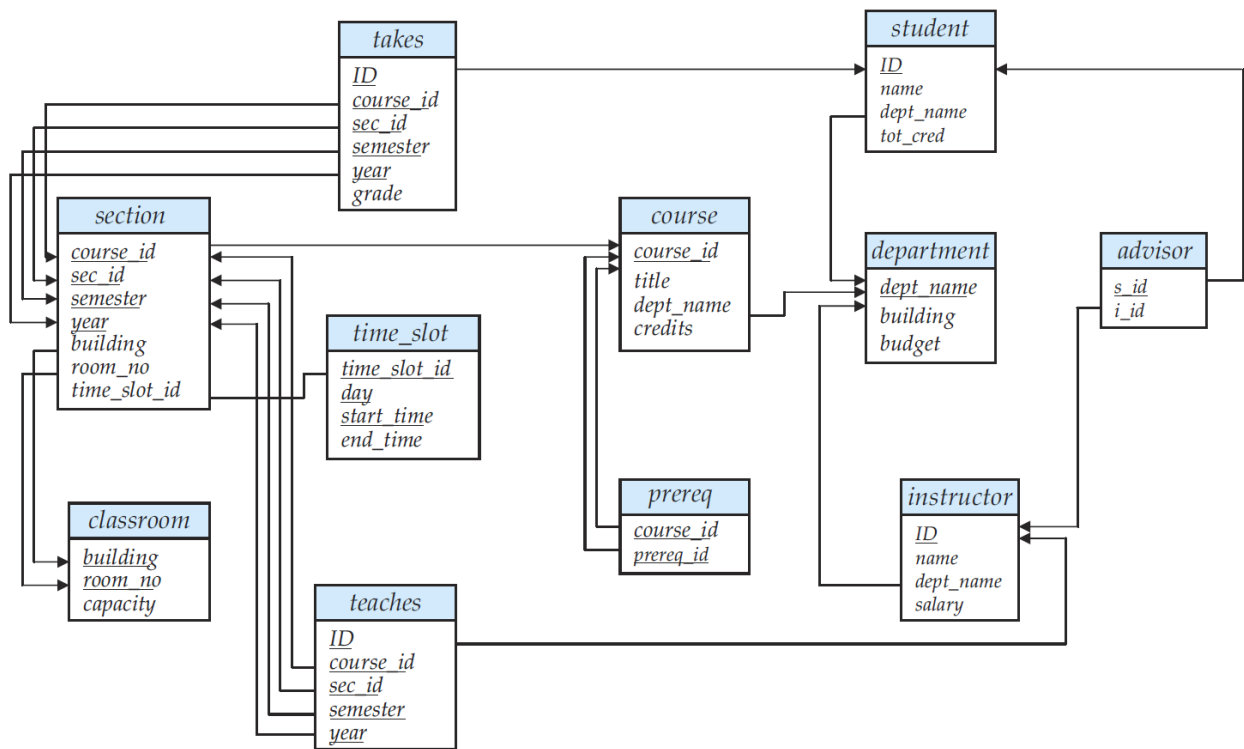 takes
ID
course_id
sec_id
semester
year
grade
student
ID
name
dept_name
tot_cred
section
course_id
sec_id
semester
year
building
room_no
time_slot_id
course
course_id
title
dept_name
credits
department
dept_name
building
budget
advisor
s_id
i_id
time_slot
time_slot_id
day
start_time
end_time
classroom
building
room_no
capacity
prereq
course_id
prereq_id
instructor
ID
name
dept_name
salary
teaches
ID
course_id
sec_id
semester
year